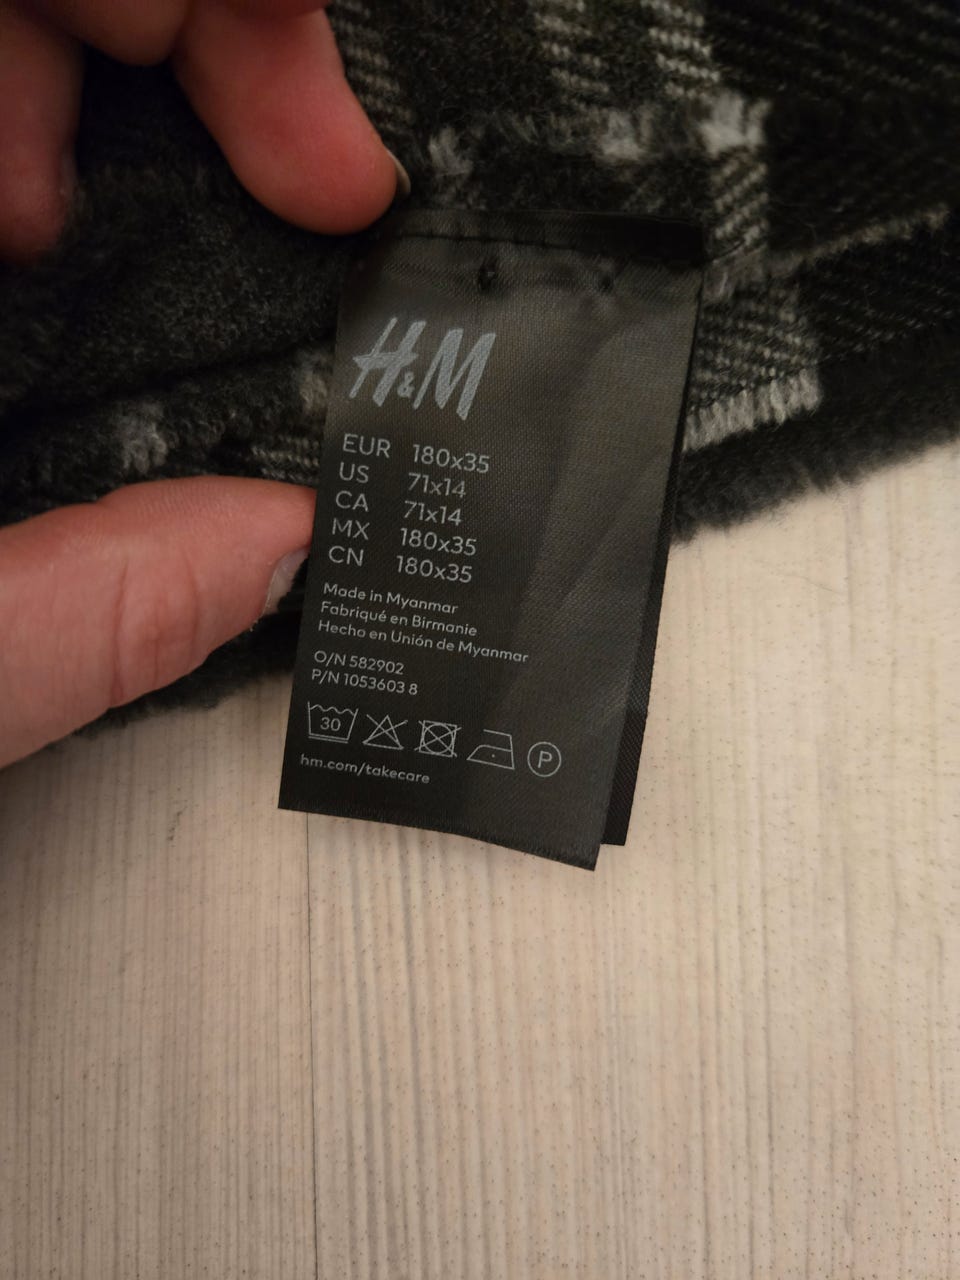 H&M
EUR 180x35
US 71x14
CA 71x14
MX 180x35
CN 180x35
Made in Myanmar
Fabriqué en Birmanie
Hecho en Unión de Myanmar
O/N 582902
P/N 1053603 8
30 P
hm.com/takecare